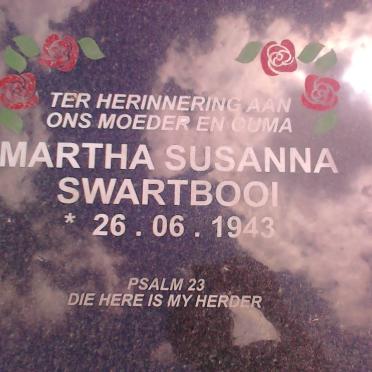 TER HERINNERING AAN
ONS MOEDER EN OUMA
MARTHA SUSANNA
SWARTBOOI
* 26 . 06 . 1943
PSALM 23
DIE HERE IS MY HERDER